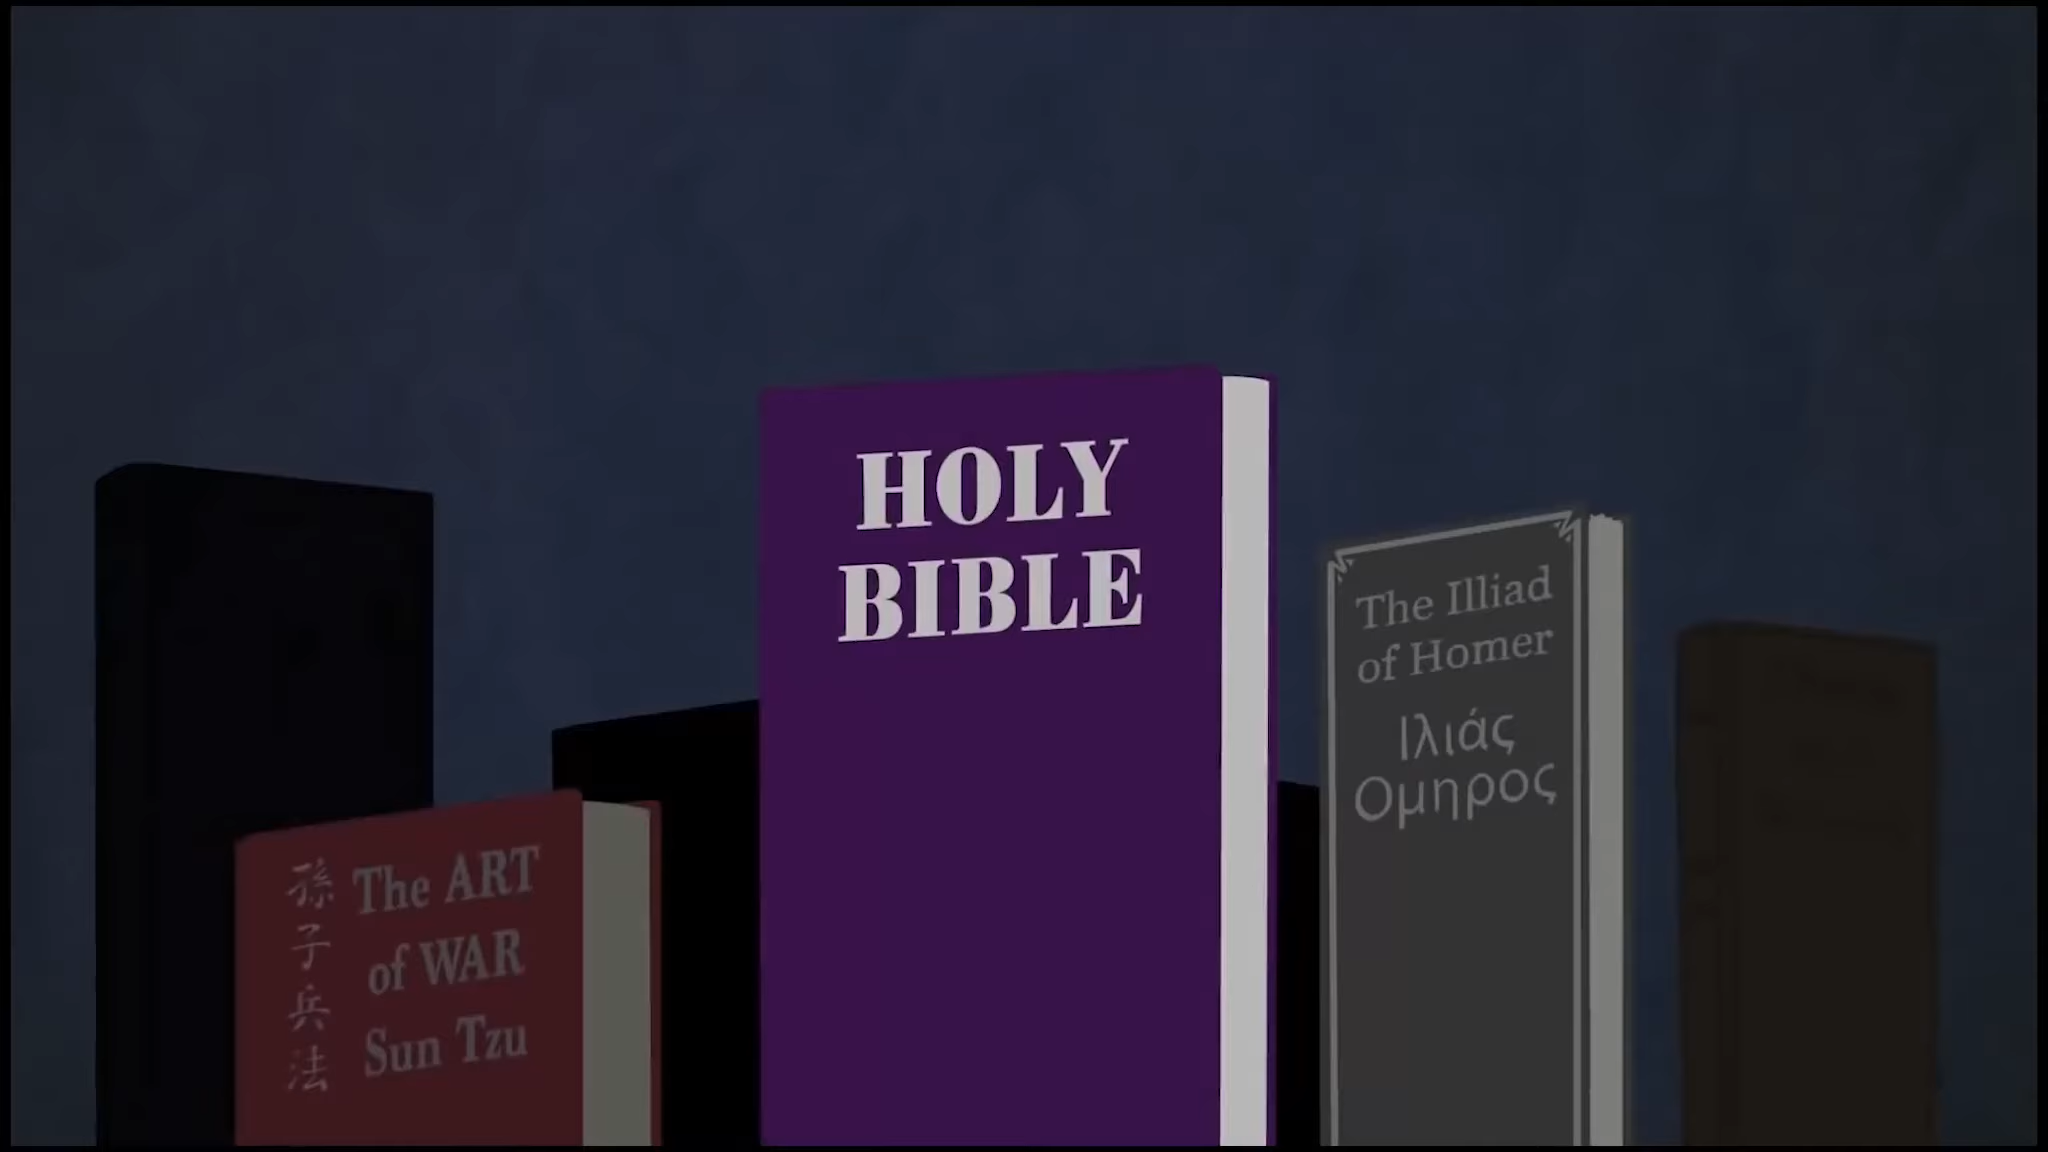 HOLY
BIBLE
The Illiad
of Homer
Ιλιάς
Ομηρος
孫子兵法
The ART
of WAR
Sun Tzu